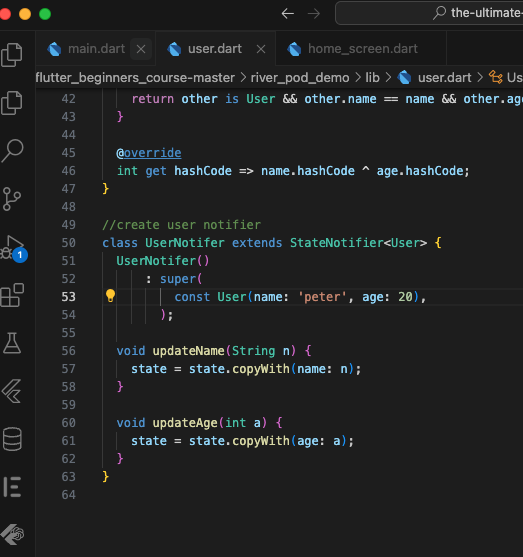 the-ultimate-
main.dart
user.dart
home_screen.dart
flutter_beginners_course-master > river_pod_demo > lib > user.dart > Us
42 return other is User && other.name == name && other.ag
43 }
44
45 @override
46 int get hashCode => name.hashCode ^ age.hashCode;
47 }
48
49 //create user notifier
50 class UserNotifer extends StateNotifier<User> {
51 UserNotifer()
52 : super(
53 const User(name: 'peter', age: 20),
54 );
55
56 void updateName(String n) {
57 state = state.copyWith(name: n);
58 }
59
60 void updateAge(int a) {
61 state = state.copyWith(age: a);
62 }
63 }
64
1